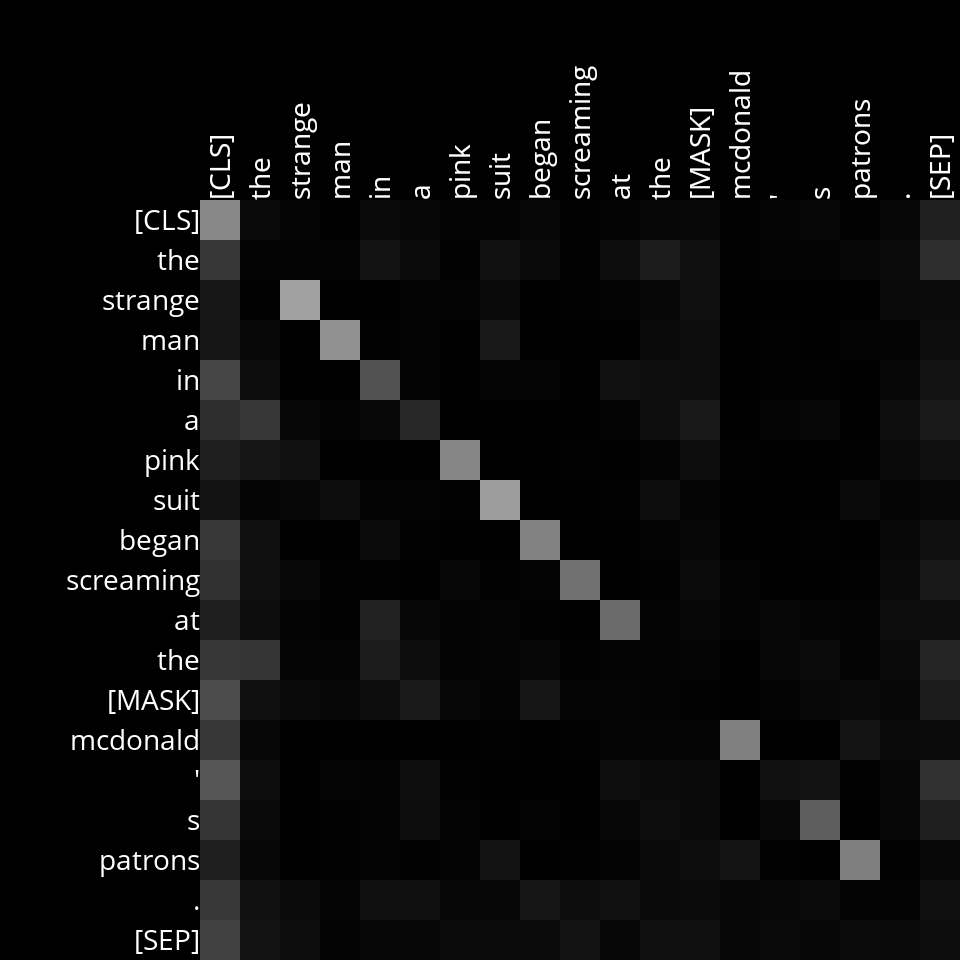 [CLS] the strange man in a pink suit began screaming at the [MASK] mcdonald ' s patrons . [SEP]
[CLS]
the
strange
man
in
a
pink
suit
began
screaming
at
the
[MASK]
mcdonald
'
s
patrons
.
[SEP]